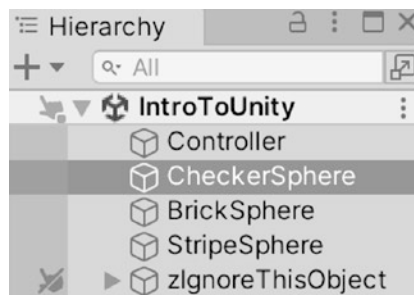 Hierarchy
All
IntroToUnity
Controller
CheckerSphere
BrickSphere
StripeSphere
zIgnoreThisObject